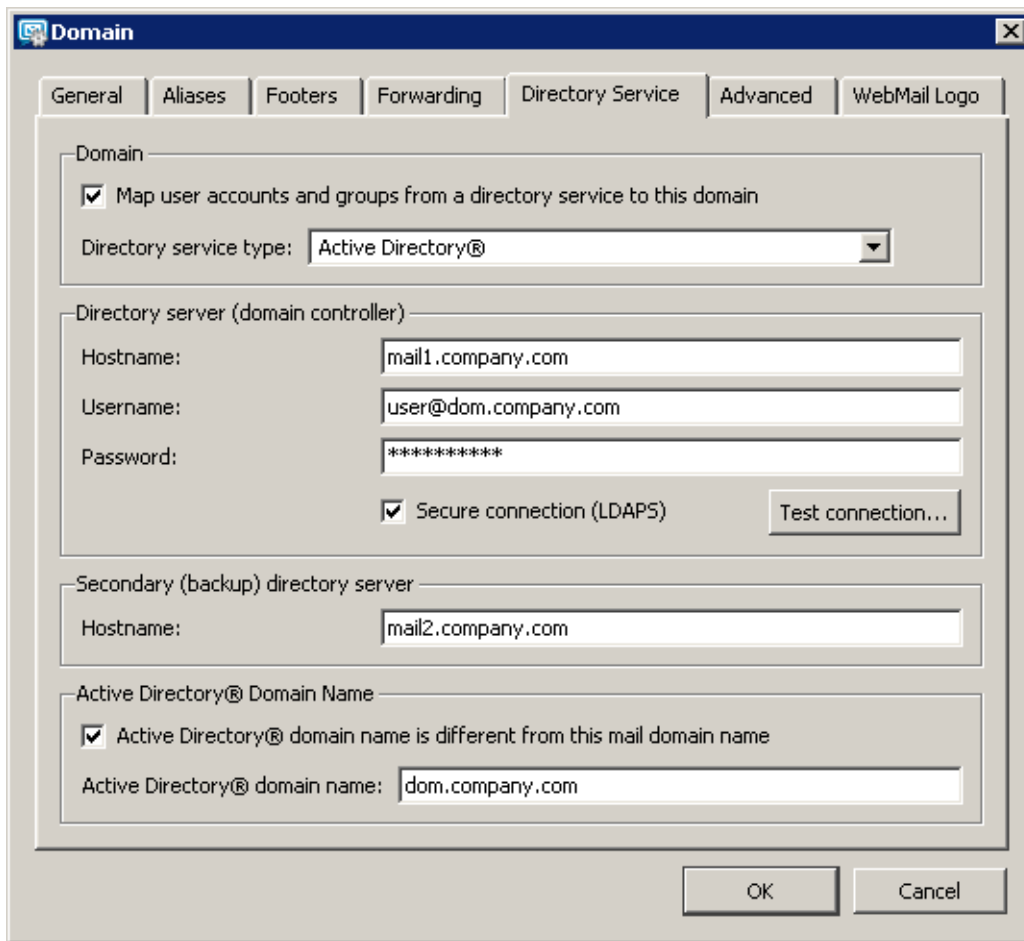 Domain
General Aliases Footers Forwarding Directory Service Advanced WebMail Logo
Domain
Map user accounts and groups from a directory service to this domain
Directory service type: Active Directory®
Directory server (domain controller)
Hostname: mail1.company.com
Username: user@dom.company.com
Password: **********
Secure connection (LDAPS) Test connection...
Secondary (backup) directory server
Hostname: mail2.company.com
Active Directory® Domain Name
Active Directory® domain name is different from this mail domain name
Active Directory® domain name: dom.company.com
OK Cancel